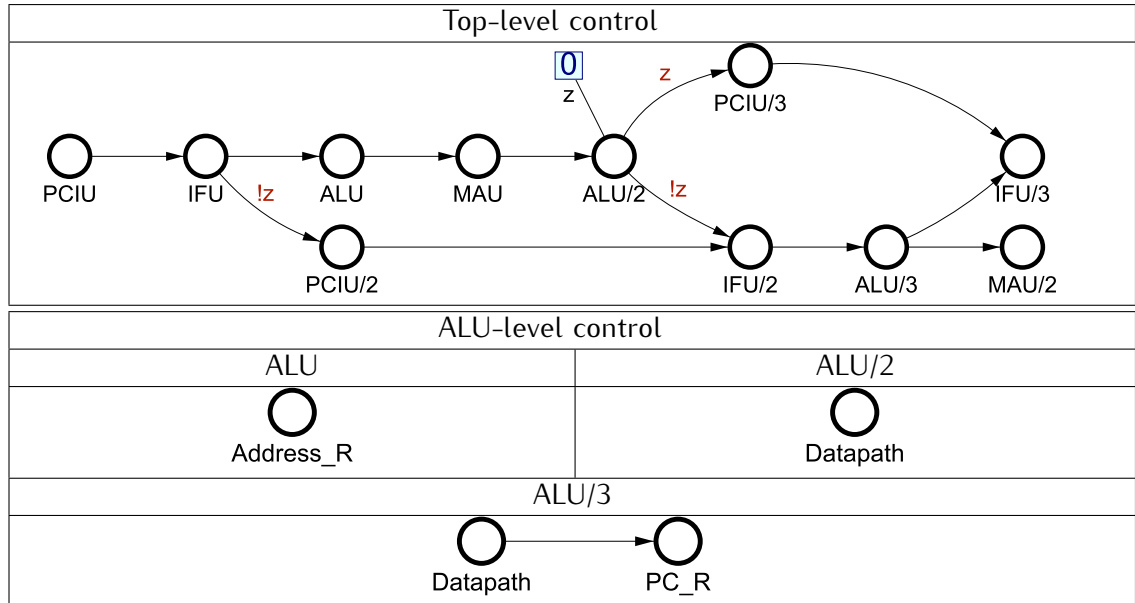 Top-level control
0
z
z
PCIU/3
PCIU
IFU
!z
ALU
MAU
ALU/2
!z
IFU/3
PCIU/2
IFU/2
ALU/3
MAU/2
ALU-level control
ALU
ALU/2
Address_R
Datapath
ALU/3
Datapath
PC_R